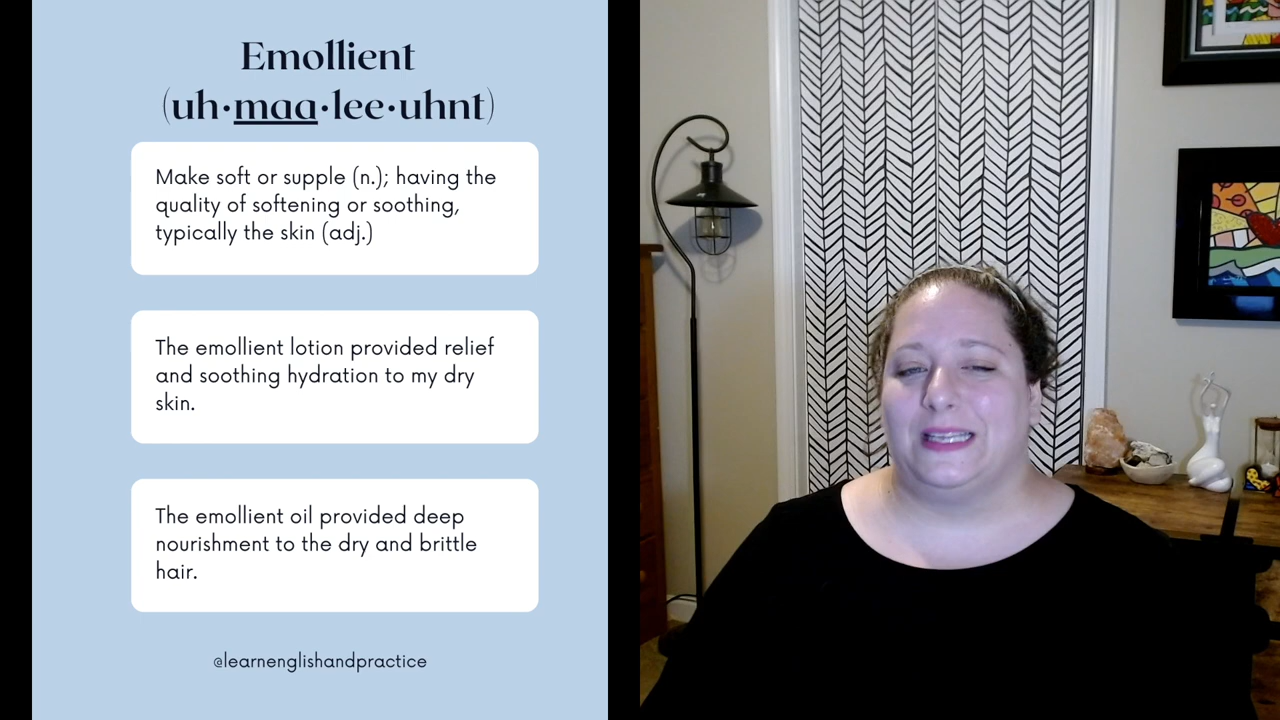 Emollient
(uh•maa•lee•uhnt)
Make soft or supple (n.); having the
quality of softening or soothing,
typically the skin (adj.)
The emollient lotion provided relief
and soothing hydration to my dry
skin.
The emollient oil provided deep
nourishment to the dry and brittle
hair.
@learnenglishandpractice